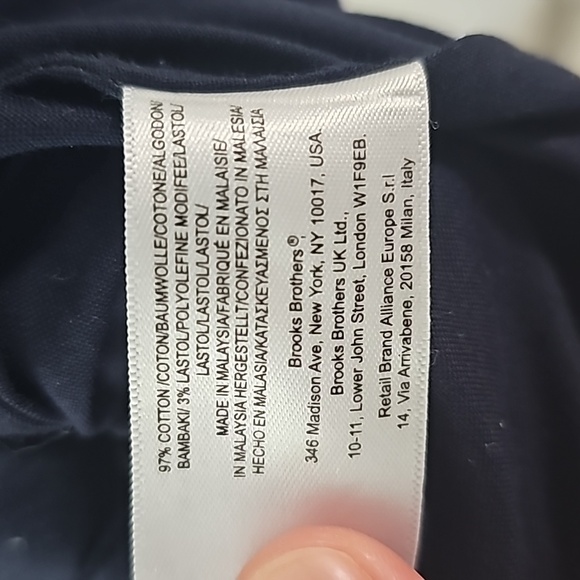 97% COTTON /COTON/BAUMWOLLE/COTONE/ALGODON/
BAMBAKI/ 3% LASTOL/POLYOLEFINE MODIFEE/LASTOL/
LASTOL/LASTOL/LASTOL/
MADE IN MALAYSIA/FABRIQUÉ EN MALAISIE/
IN MALAYSIA HERGESTELLT/CONFEZIONATO IN MALESIA/
HECHO EN MALASIA/ΚΑΤΑΣΚΕΥΑΣΜΕΝΟΣ ΣΤΗ ΜΑΛΑΙΣΙΑ
Brooks Brothers®,
346 Madison Ave, New York, NY 10017, USA.
Brooks Brothers UK Ltd.,
10-11, Lower John Street, London W1F9EB.
Retail Brand Alliance Europe S.r.l
14, Via Arrivabene, 20158 Milan, Italy